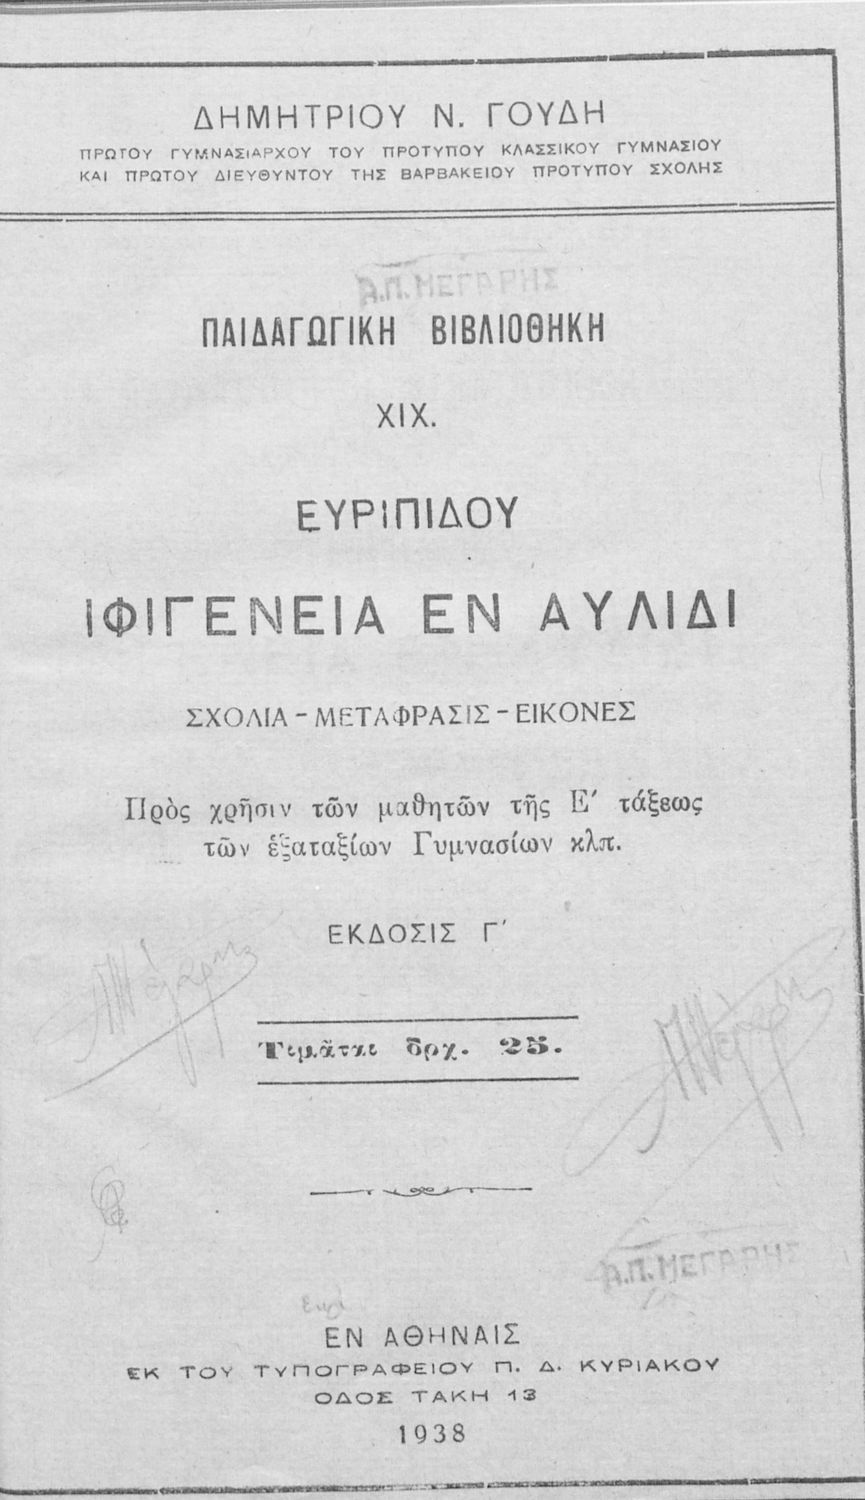 ΔΗΜΗΤΡΙΟΥ Ν. ΓΟΥΔΗ
ΠΡΩΤΟΥ ΓΥΜΝΑΣΙΑΡΧΟΥ ΤΟΥ ΠΡΟΤΥΠΟΥ ΚΛΑΣΣΙΚΟΥ ΓΥΜΝΑΣΙΟΥ
ΚΑΙ ΠΡΩΤΟΥ ΔΙΕΥΘΥΝΤΟΥ ΤΗΣ ΒΑΡΒΑΚΕΙΟΥ ΠΡΟΤΥΠΟΥ ΣΧΟΛΗΣ
Α.Π. ΜΕΓΑΡΗΣ
ΠΑΙΔΑΓΩΓΙΚΗ ΒΙΒΛΙΟΘΗΚΗ
XIX.
ΕΥΡΙΠΙΔΟΥ
ΙΦΙΓΕΝΕΙΑ ΕΝ ΑΥΛΙΔΙ
ΣΧΟΛΙΑ - ΜΕΤΑΦΡΑΣΙΣ - ΕΙΚΟΝΕΣ
Πρὸς χρῆσιν τῶν μαθητῶν τῆς Ε΄ τάξεως
τῶν ἑξαταξίων Γυμνασίων κλπ.
ΕΚΔΟΣΙΣ Γ΄
Τιμᾶται δρχ. 25.
Α.Π. ΜΕΓΑΡΗΣ
ΕΝ ΑΘΗΝΑΙΣ
ΕΚ ΤΟΥ ΤΥΠΟΓΡΑΦΕΙΟΥ Π. Δ. ΚΥΡΙΑΚΟΥ
ΟΔΟΣ ΤΑΚΗ 13
1938